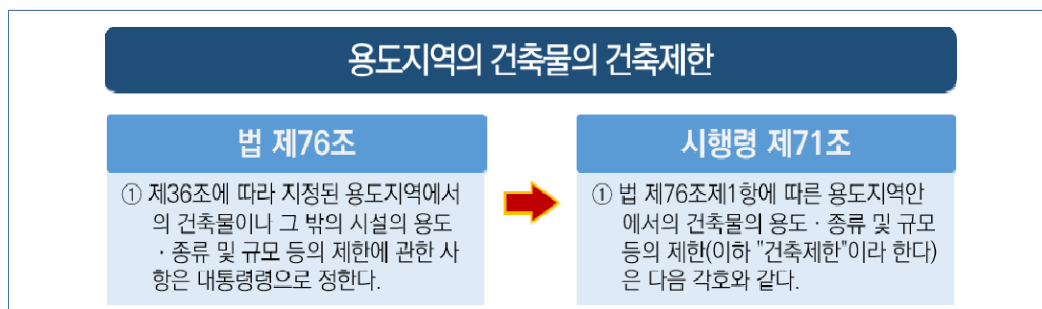 용도지역의 건축물의 건축제한
법 제76조
① 제36조에 따라 지정된 용도지역에서
의 건축물이나 그 밖의 시설의 용도
· 종류 및 규모 등의 제한에 관한 사
항은 대통령령으로 정한다.
시행령 제71조
① 법 제76조제1항에 따른 용도지역안
에서의 건축물의 용도 · 종류 및 규모
등의 제한(이하 "건축제한"이라 한다)
은 다음 각호와 같다.